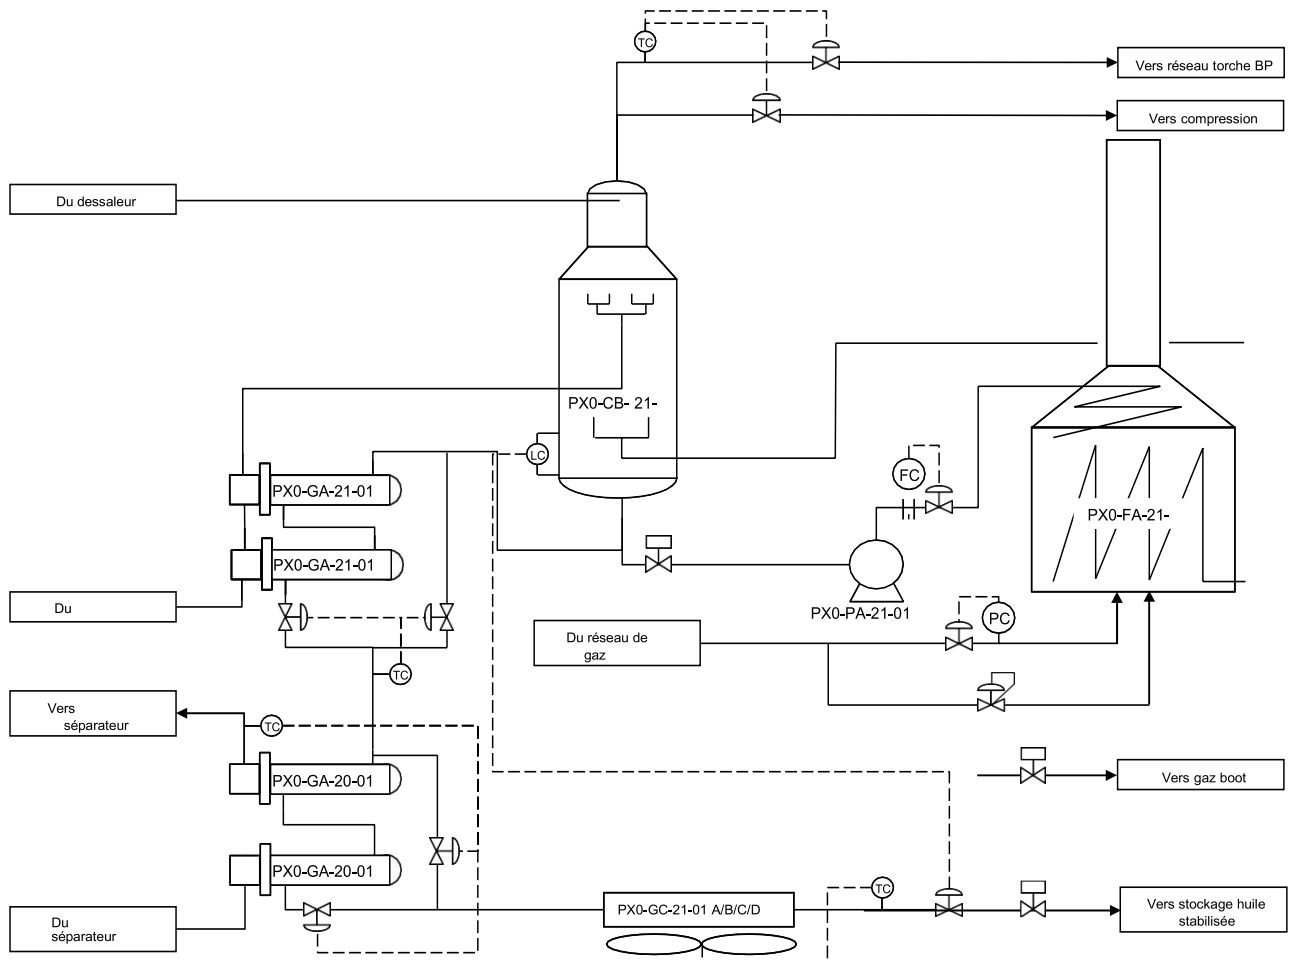 TC
Vers réseau torche BP
Vers compression
Du dessaleur
PX0-CB- 21-
LC
FC
PX0-GA-21-01
PX0-FA-21-
PX0-GA-21-01
Du
PX0-PA-21-01
PC
Du réseau de
gaz
TC
Vers
séparateur
TC
PX0-GA-20-01
Vers gaz boot
PX0-GA-20-01
TC
PX0-GC-21-01 A/B/C/D
Vers stockage huile
stabilisée
Du
séparateur